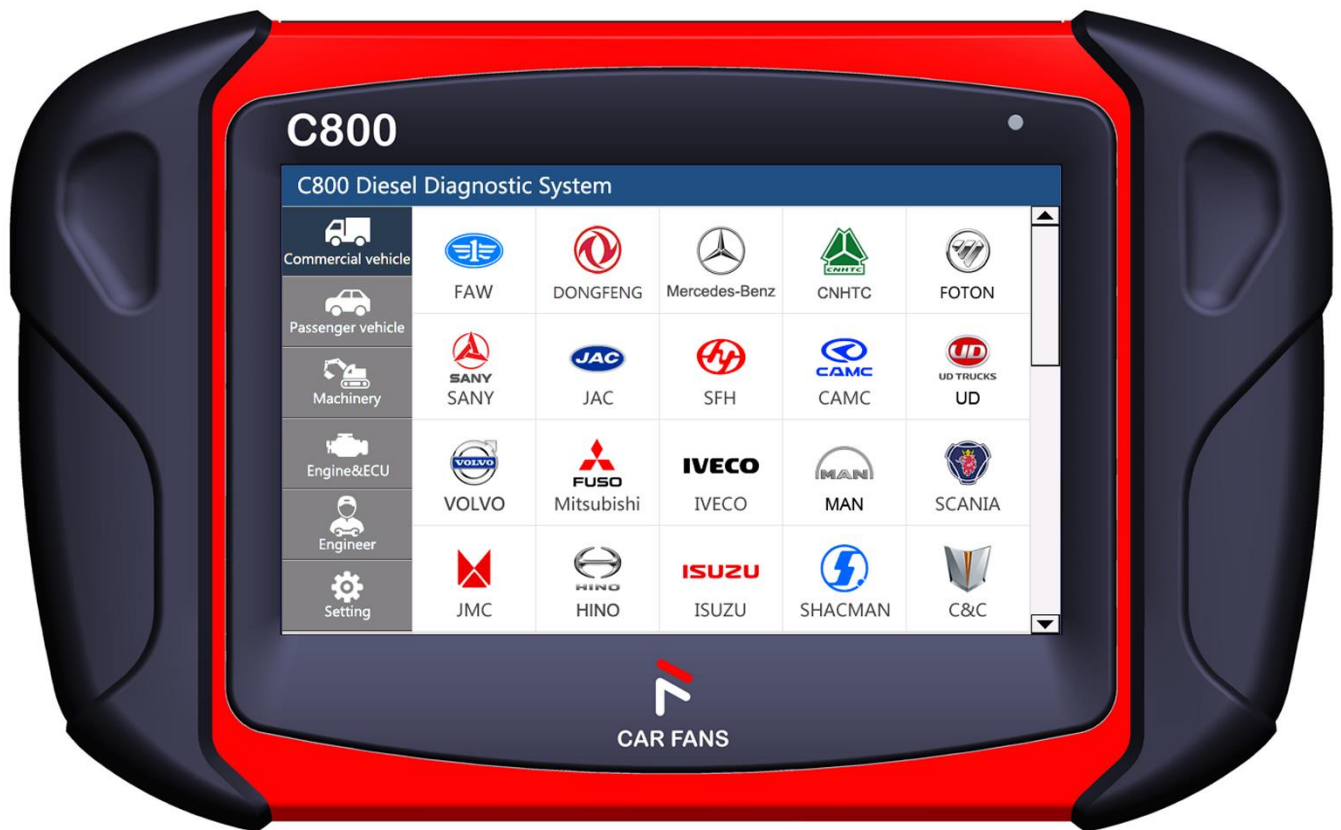 C800
C800 Diesel Diagnostic System
Commercial vehicle
Passenger vehicle
Machinery
Engine&ECU
Engineer
Setting
FAW
DONGFENG
Mercedes-Benz
CNHTC
CNHTC
FOTON
SANY
SANY
JAC
JAC
SFH
CAMC
CAMC
UD
UD TRUCKS
UD
VOLVO
VOLVO
FUSO
Mitsubishi
IVECO
IVECO
MAN
MAN
SCANIA
JMC
HINO
HINO
ISUZU
ISUZU
SHACMAN
C&C
CAR FANS